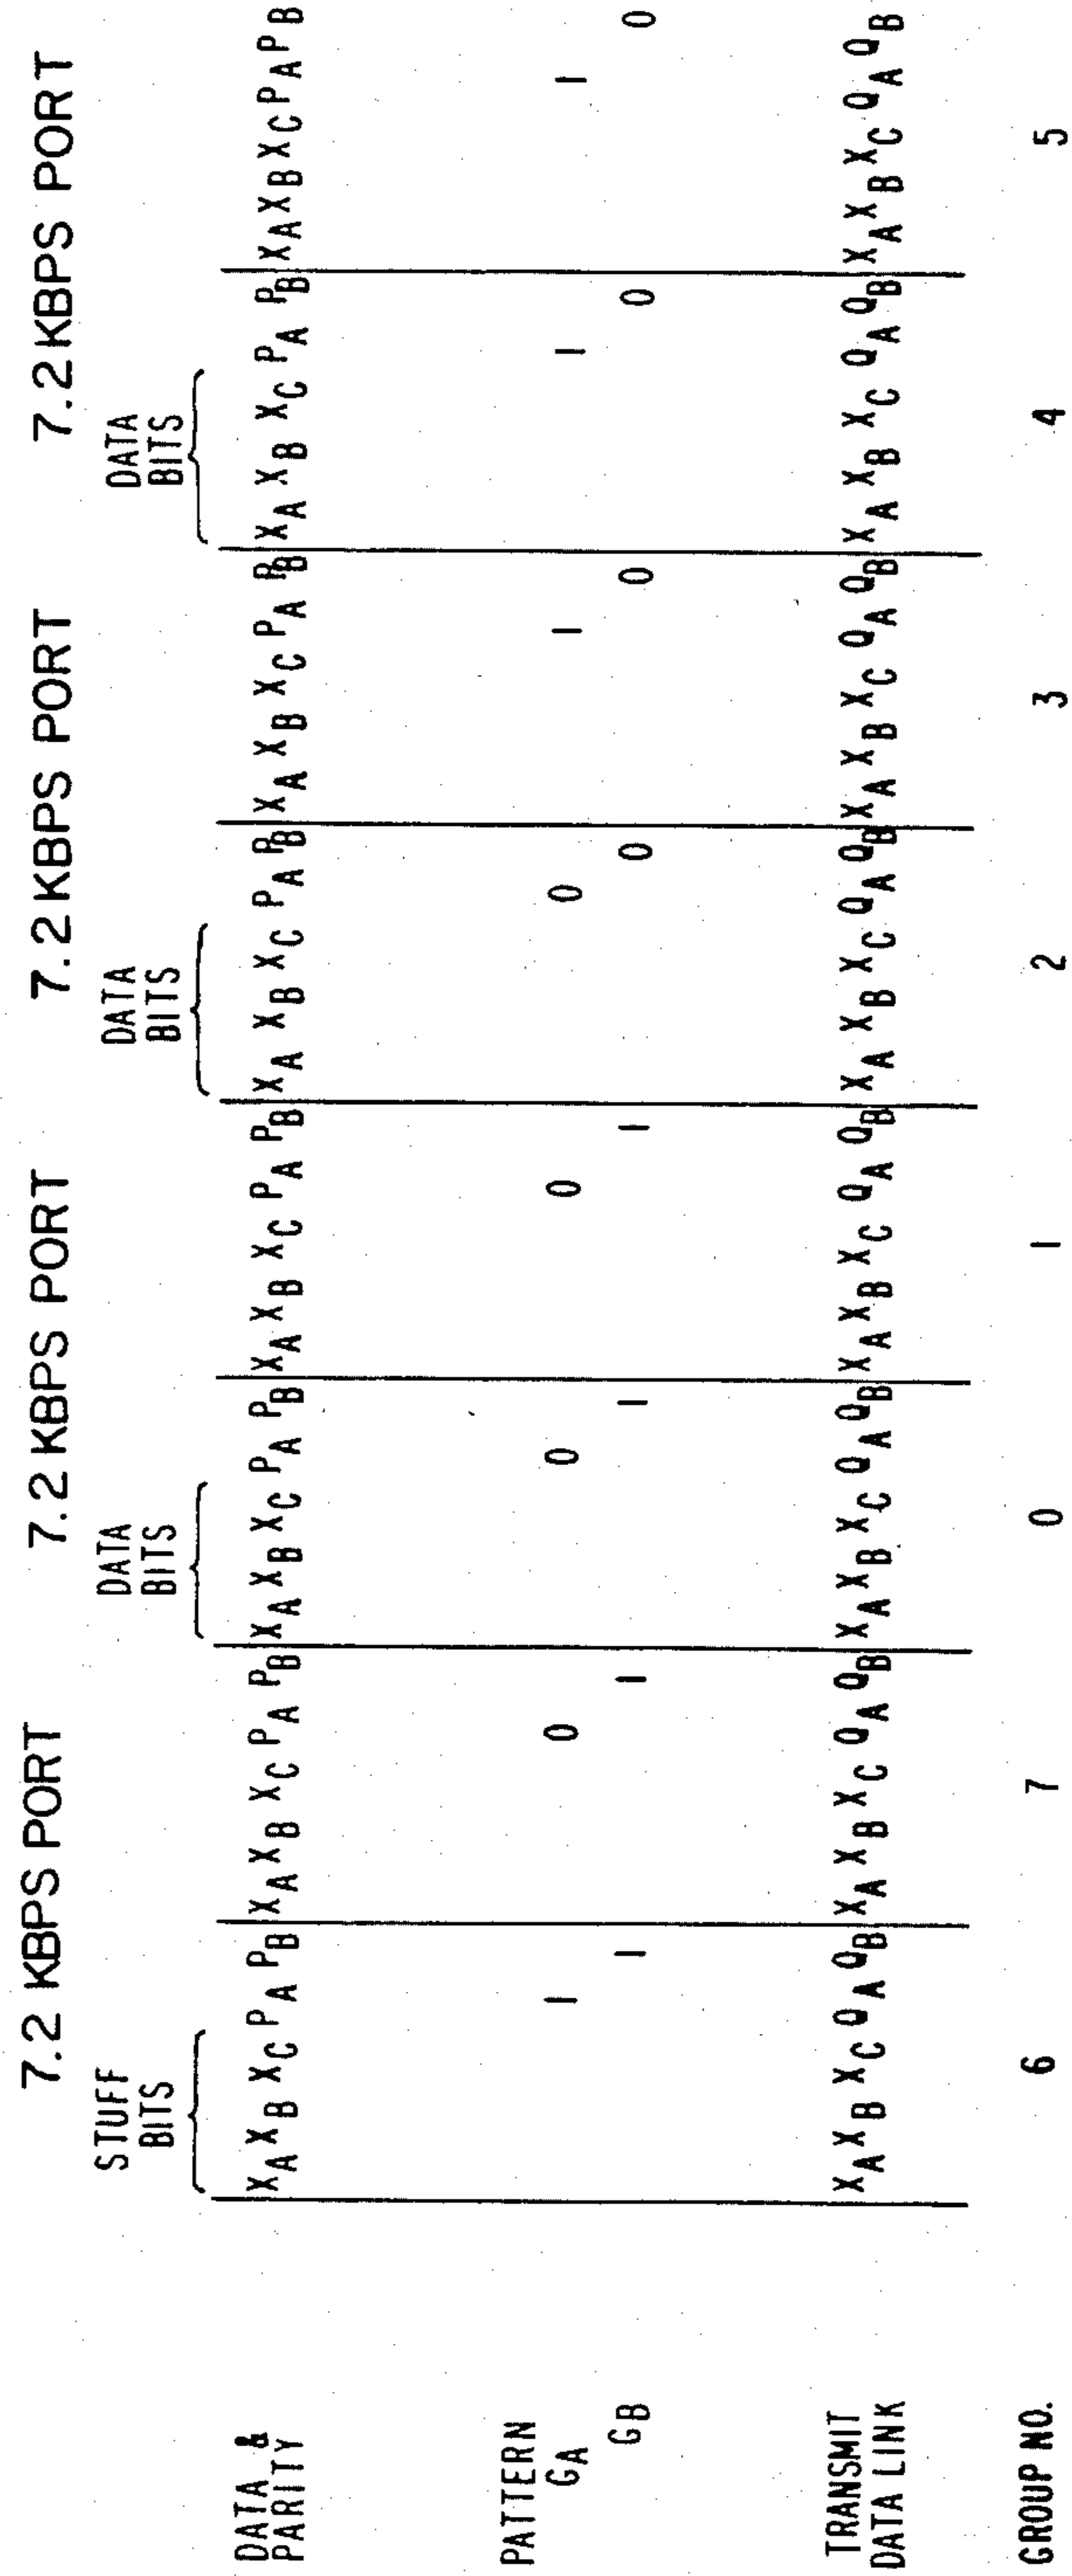 7.2 KBPS PORT 7.2 KBPS PORT 7.2 KBPS PORT 7.2 KBPS PORT
STUFF BITS DATA BITS DATA BITS DATA BITS
DATA & PARITY XA XB XC PA PB XA XB XC PA PB XA XB XC PA PB XA XB XC PA PB XA XB XC PA PB XA XB XC PA PB XA XB XC PA PB XA XB XC PA PB
PATTERN
GA 1 0 0 0 0 1 1 1
GB 1 1 1 1 0 0 0 0
TRANSMIT DATA LINK XA XB XC QA QB XA XB XC QA QB XA XB XC QA QB XA XB XC QA QB XA XB XC QA QB XA XB XC QA QB XA XB XC QA QB XA XB XC QA QB
GROUP NO. 6 7 0 1 2 3 4 5